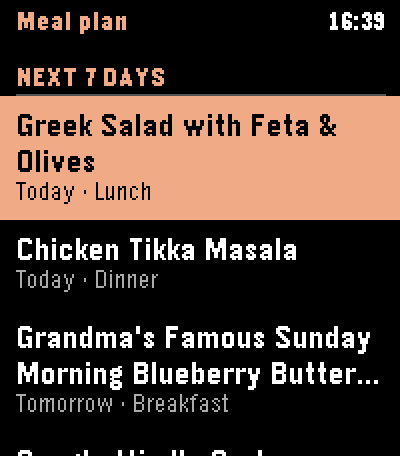 Meal plan 16:39
NEXT 7 DAYS
Greek Salad with Feta &
Olives
Today · Lunch
Chicken Tikka Masala
Today · Dinner
Grandma's Famous Sunday
Morning Blueberry Butter...
Tomorrow · Breakfast